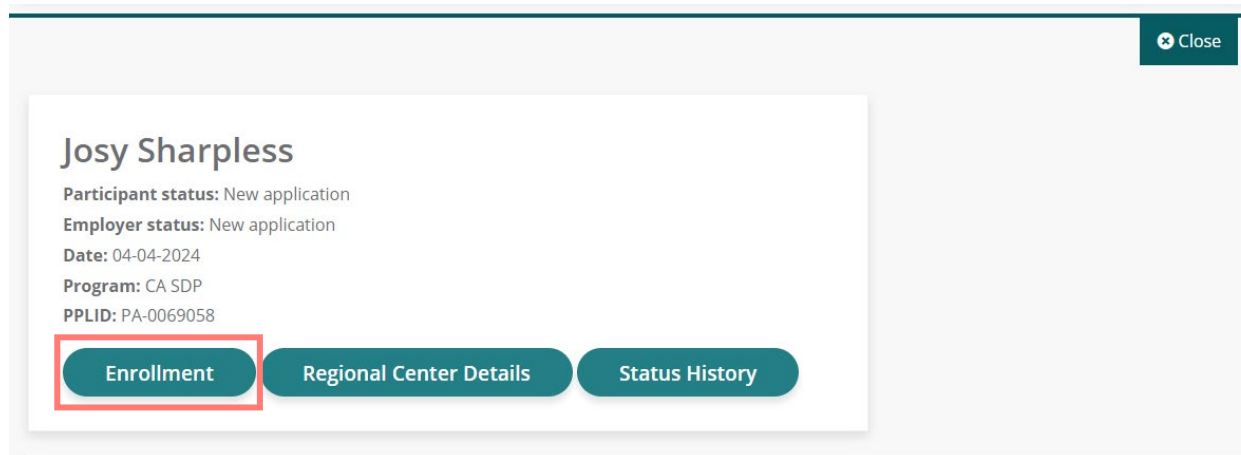 Close
Josy Sharpless
Participant status: New application
Employer status: New application
Date: 04-04-2024
Program: CA SDP
PPLID: PA-0069058
Enrollment
Regional Center Details
Status History